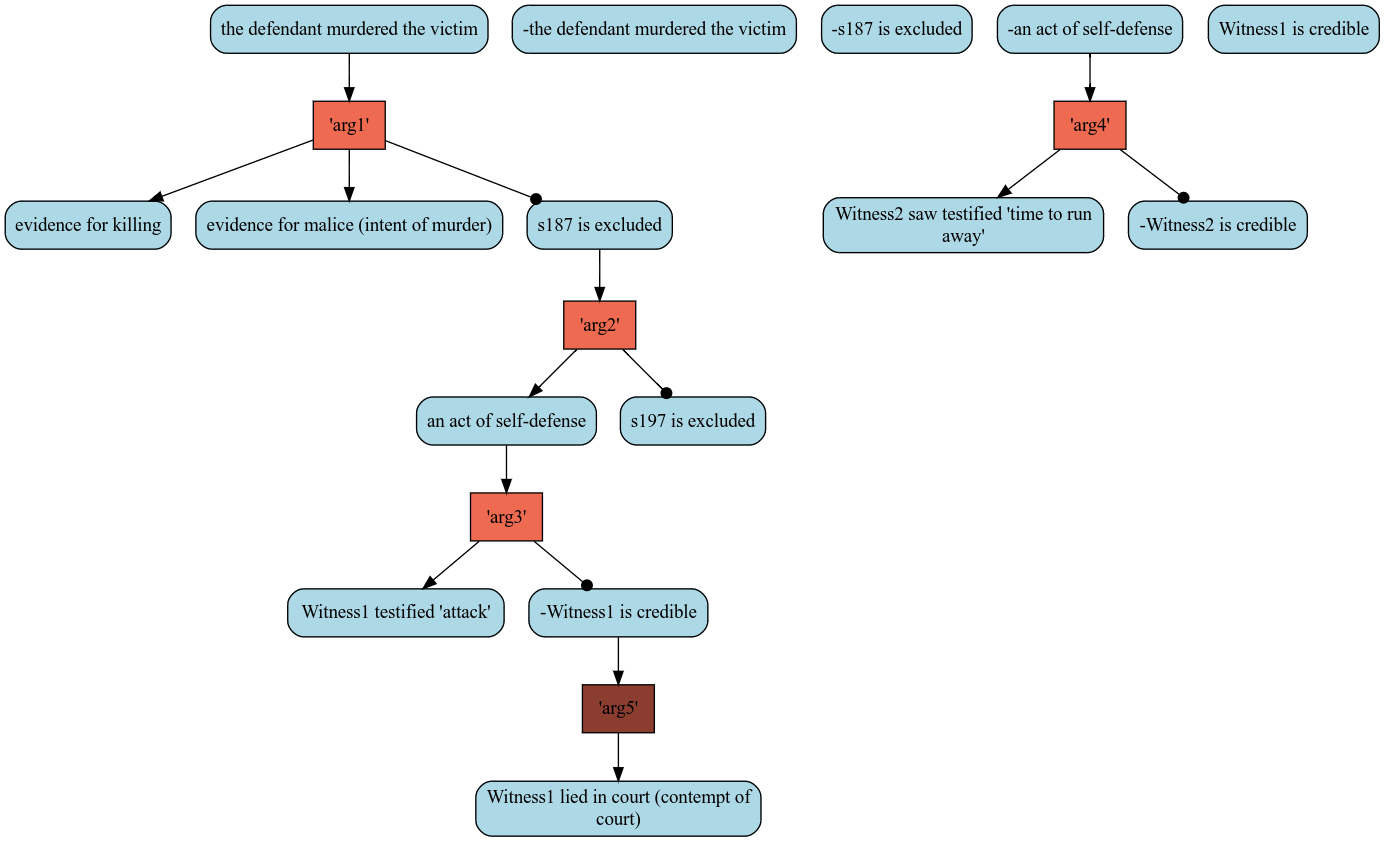 the defendant murdered the victim
-the defendant murdered the victim
-s187 is excluded
-an act of self-defense
Witness1 is credible
'arg1'
'arg4'
evidence for killing
evidence for malice (intent of murder)
s187 is excluded
Witness2 saw testified 'time to run
away'
-Witness2 is credible
'arg2'
an act of self-defense
s197 is excluded
'arg3'
Witness1 testified 'attack'
-Witness1 is credible
'arg5'
Witness1 lied in court (contempt of
court)